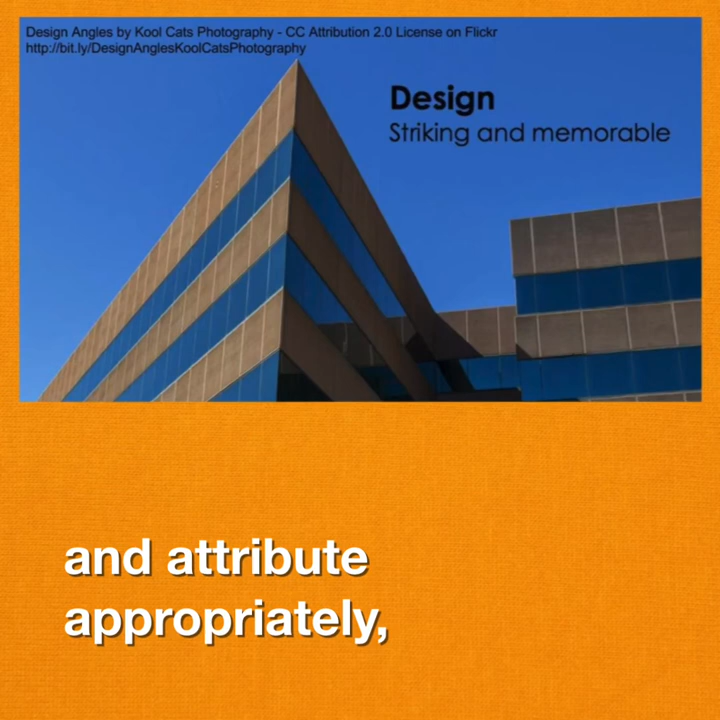 Design Angles by Kool Cats Photography - CC Attribution 2.0 License on Flickr
http://bit.ly/DesignAnglesKoolCatsPhotography
Design
Striking and memorable
and attribute
appropriately,